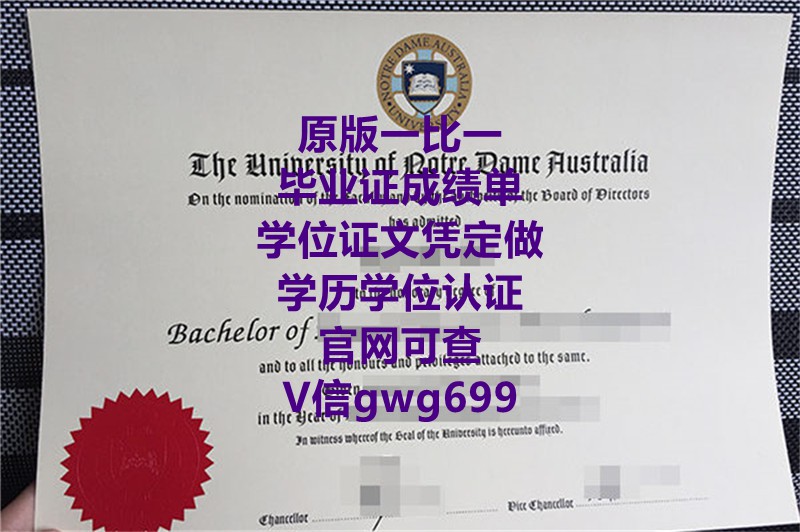 NOTRE DAME AUSTRALIA
UNIVERSITY
原版一比一
The University of Notre Dame Australia
毕业证成绩单
On the nomination of the Board of Directors
has admitted
学位证文凭定做
degree of
学历学位认证
Bachelor of
官网可查
and to all the honours and privileges attached to the same.
V信gwg699
in the Year of
In witness whereof the Seal of the University is hereunto affixed.
Chancellor
Vice Chancellor